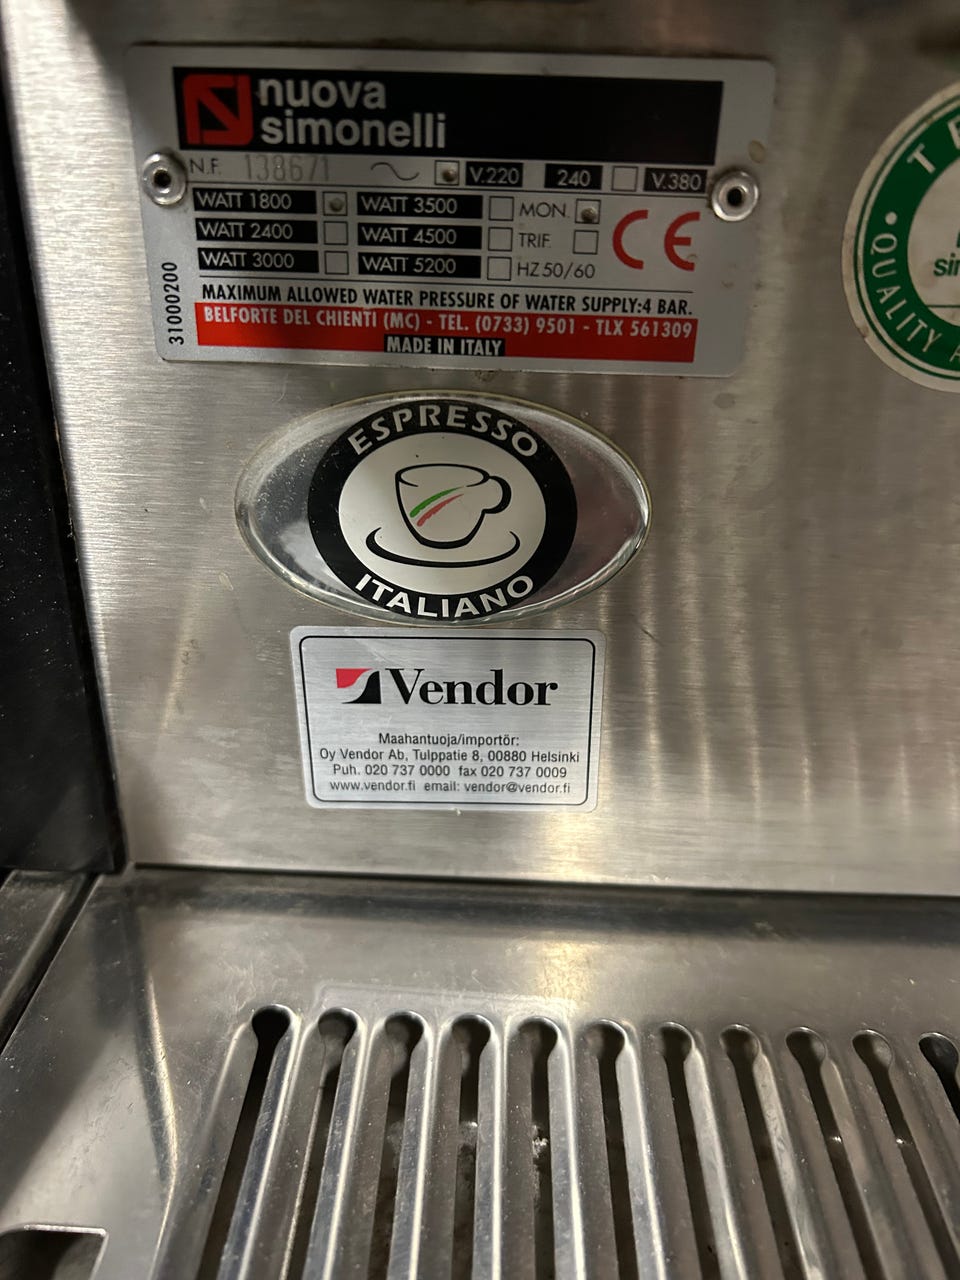 nuova
simonelli
N.F. 138671 V.220 240 V.380
WATT 1800 WATT 3500 MON.
WATT 2400 WATT 4500 TRIF.
WATT 3000 WATT 5200 HZ 50/60
CE
31000200
MAXIMUM ALLOWED WATER PRESSURE OF WATER SUPPLY:4 BAR.
BELFORTE DEL CHIENTI (MC) - TEL. (0733) 9501 - TLX 561309
MADE IN ITALY
QUALITY
ESPRESSO
ITALIANO
Vendor
Maahantuoja/importör:
Oy Vendor Ab, Tulppatie 8, 00880 Helsinki
Puh. 020 737 0000 fax 020 737 0009
www.vendor.fi email: vendor@vendor.fi